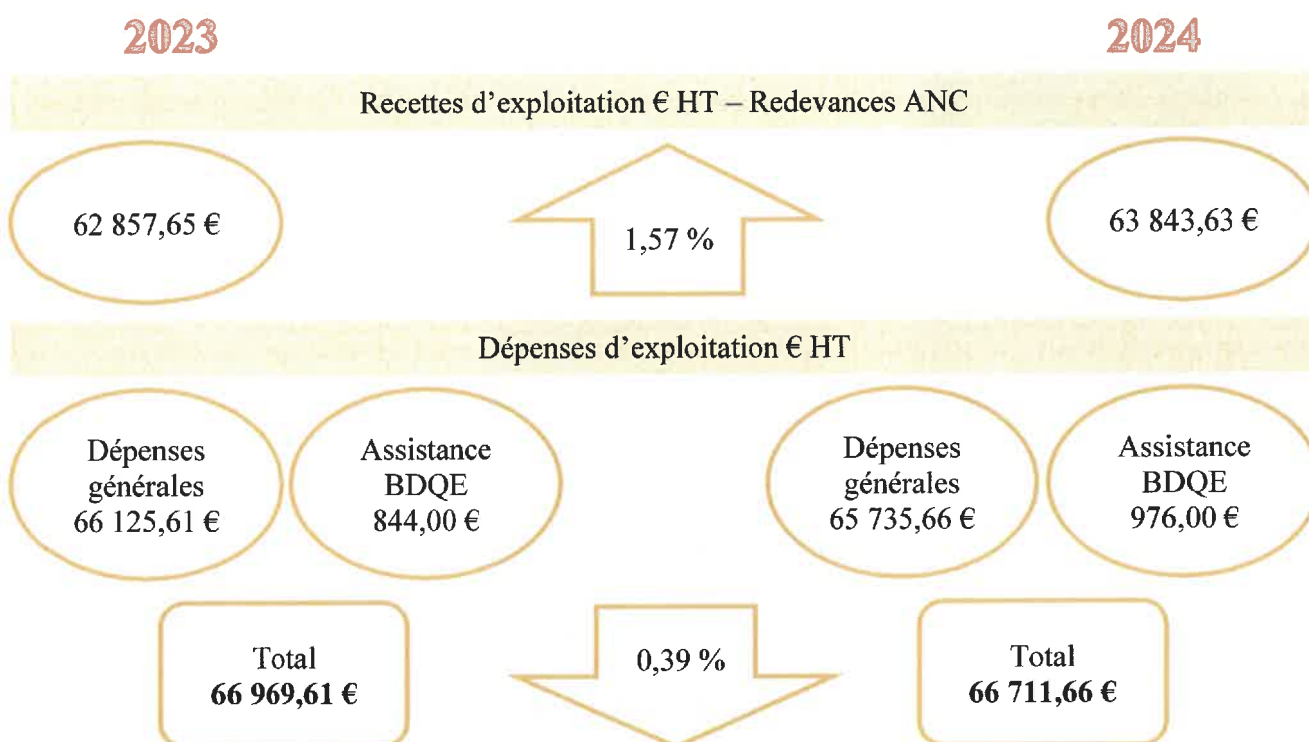 2023
2024
Recettes d'exploitation € HT – Redevances ANC
62 857,65 €
1,57 %
63 843,63 €
Dépenses d'exploitation € HT
Dépenses
générales
66 125,61 €
Assistance
BDQE
844,00 €
Dépenses
générales
65 735,66 €
Assistance
BDQE
976,00 €
Total
66 969,61 €
0,39 %
Total
66 711,66 €